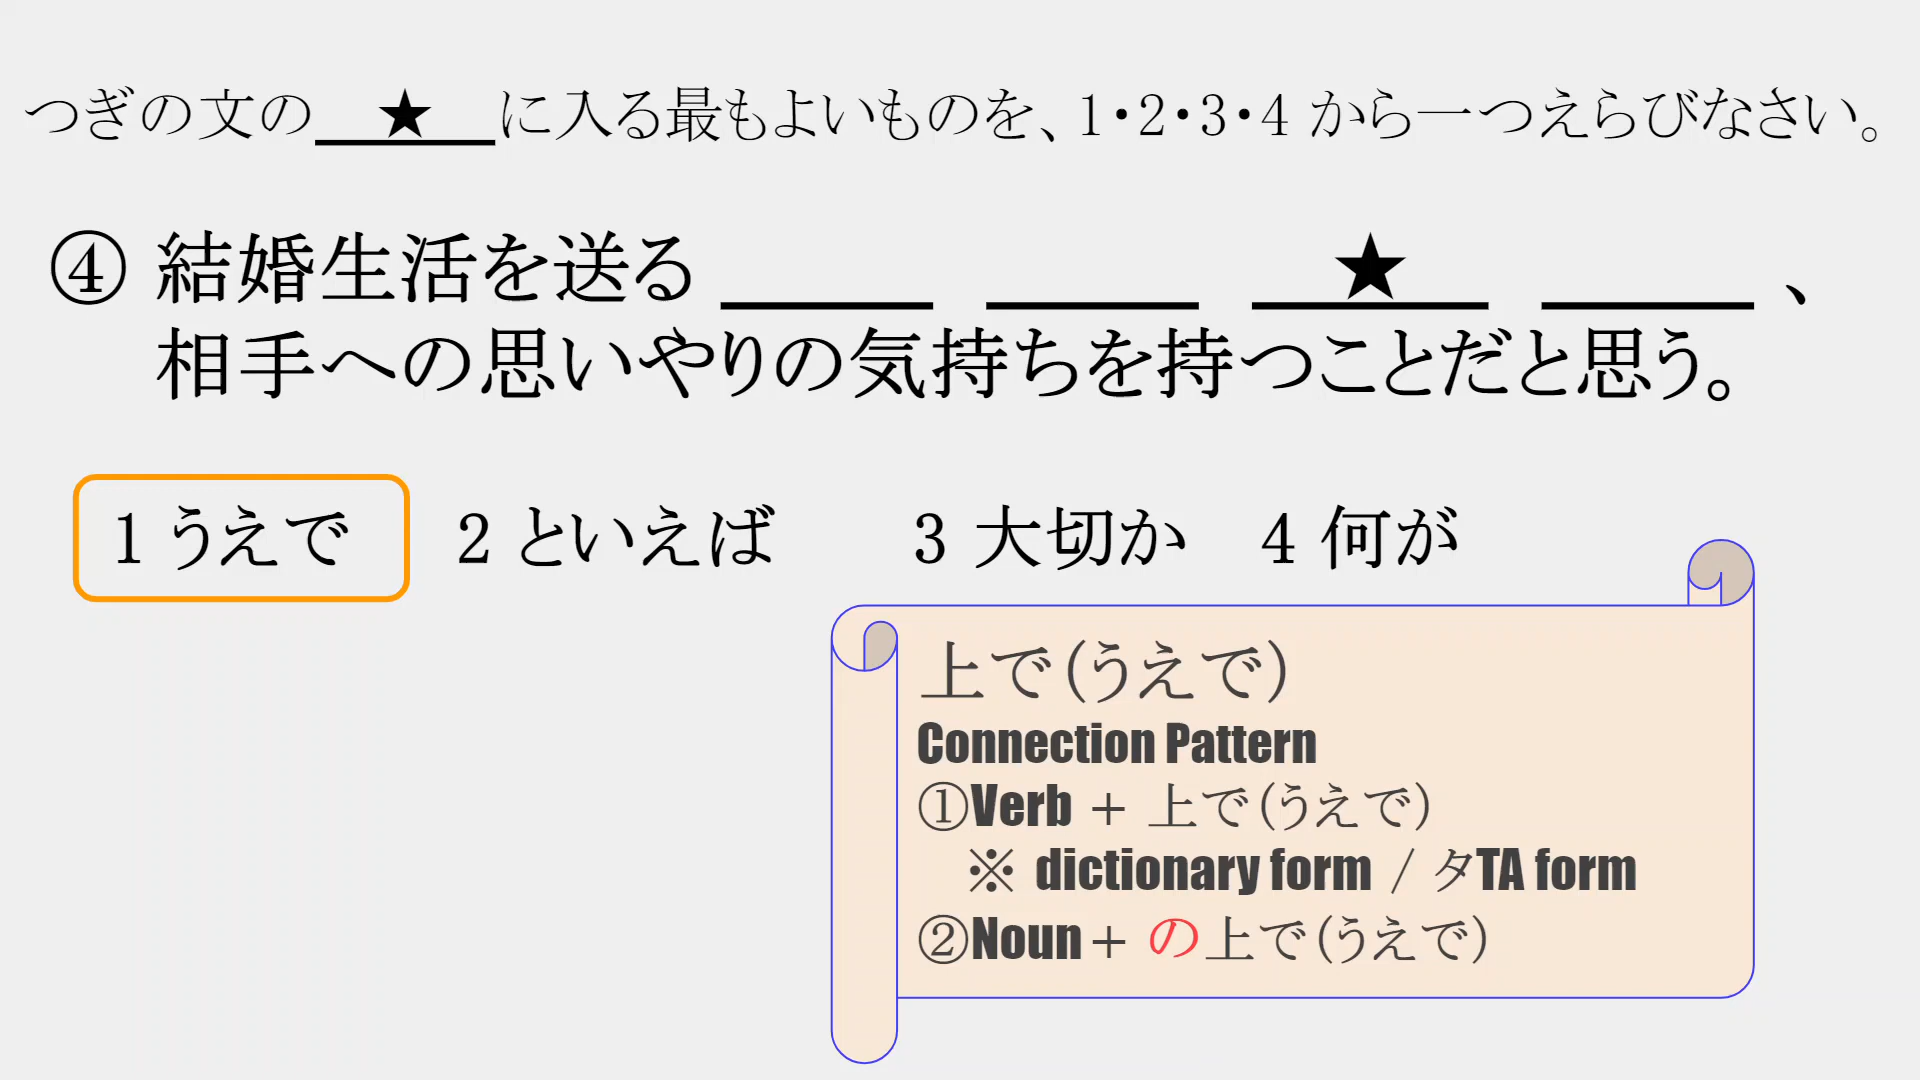 つぎの文の ★ に入る最もよいものを、1・2・3・4 から一つえらびなさい。
④ 結婚生活を送る ____ ____ ★ ____ 、
相手への思いやりの気持ちを持つことだと思う。
1 うえで 2 といえば 3 大切か 4 何が
上で(うえで)
Connection Pattern
①Verb + 上で(うえで)
※ dictionary form / タTA form
②Noun+ の上で(うえで)